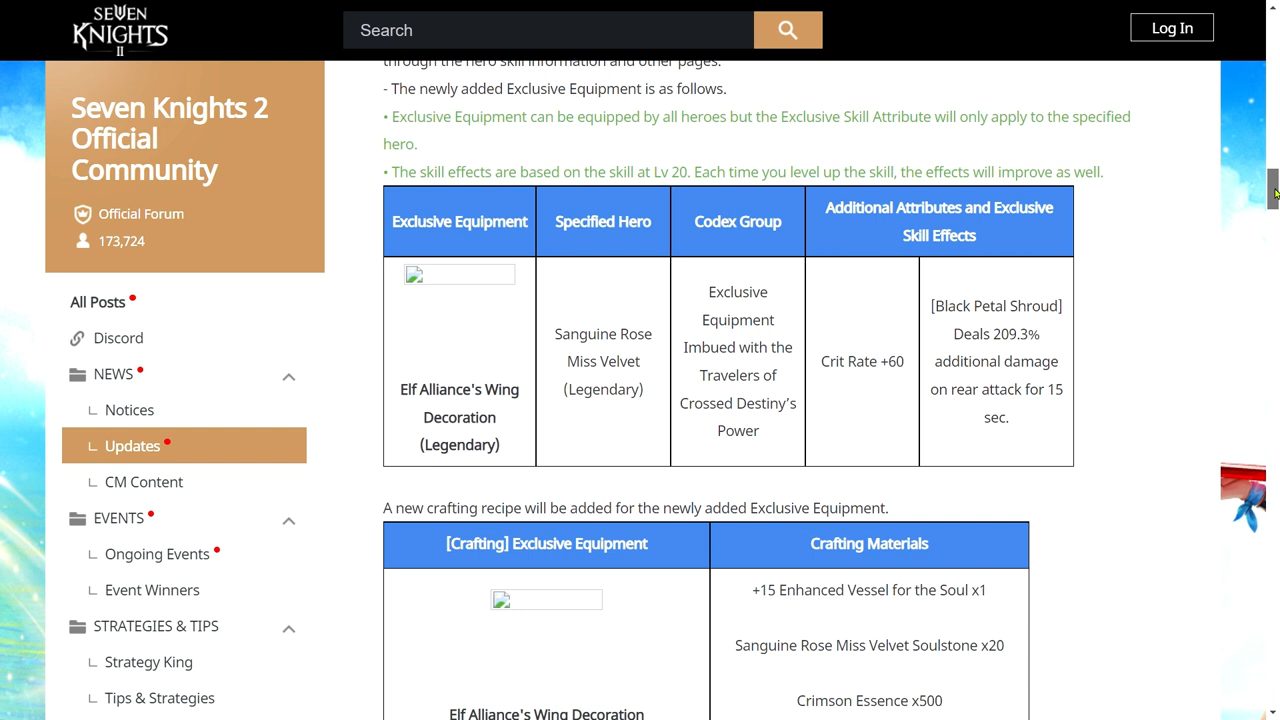 SEVEN
KNIGHTS
II
Search
Log In
Seven Knights 2
Official
Community
Official Forum
173,724
All Posts
Discord
NEWS
Notices
Updates
CM Content
EVENTS
Ongoing Events
Event Winners
STRATEGIES & TIPS
Strategy King
Tips & Strategies
through the hero skill information and other pages.
- The newly added Exclusive Equipment is as follows.
• Exclusive Equipment can be equipped by all heroes but the Exclusive Skill Attribute will only apply to the specified
hero.
• The skill effects are based on the skill at Lv 20. Each time you level up the skill, the effects will improve as well.
Exclusive Equipment
Specified Hero
Codex Group
Additional Attributes and Exclusive
Skill Effects
Elf Alliance's Wing
Decoration
(Legendary)
Sanguine Rose
Miss Velvet
(Legendary)
Exclusive
Equipment
Imbued with the
Travelers of
Crossed Destiny’s
Power
Crit Rate +60
[Black Petal Shroud]
Deals 209.3%
additional damage
on rear attack for 15
sec.
A new crafting recipe will be added for the newly added Exclusive Equipment.
[Crafting] Exclusive Equipment
Crafting Materials
Elf Alliance's Wing Decoration
+15 Enhanced Vessel for the Soul x1
Sanguine Rose Miss Velvet Soulstone x20
Crimson Essence x500